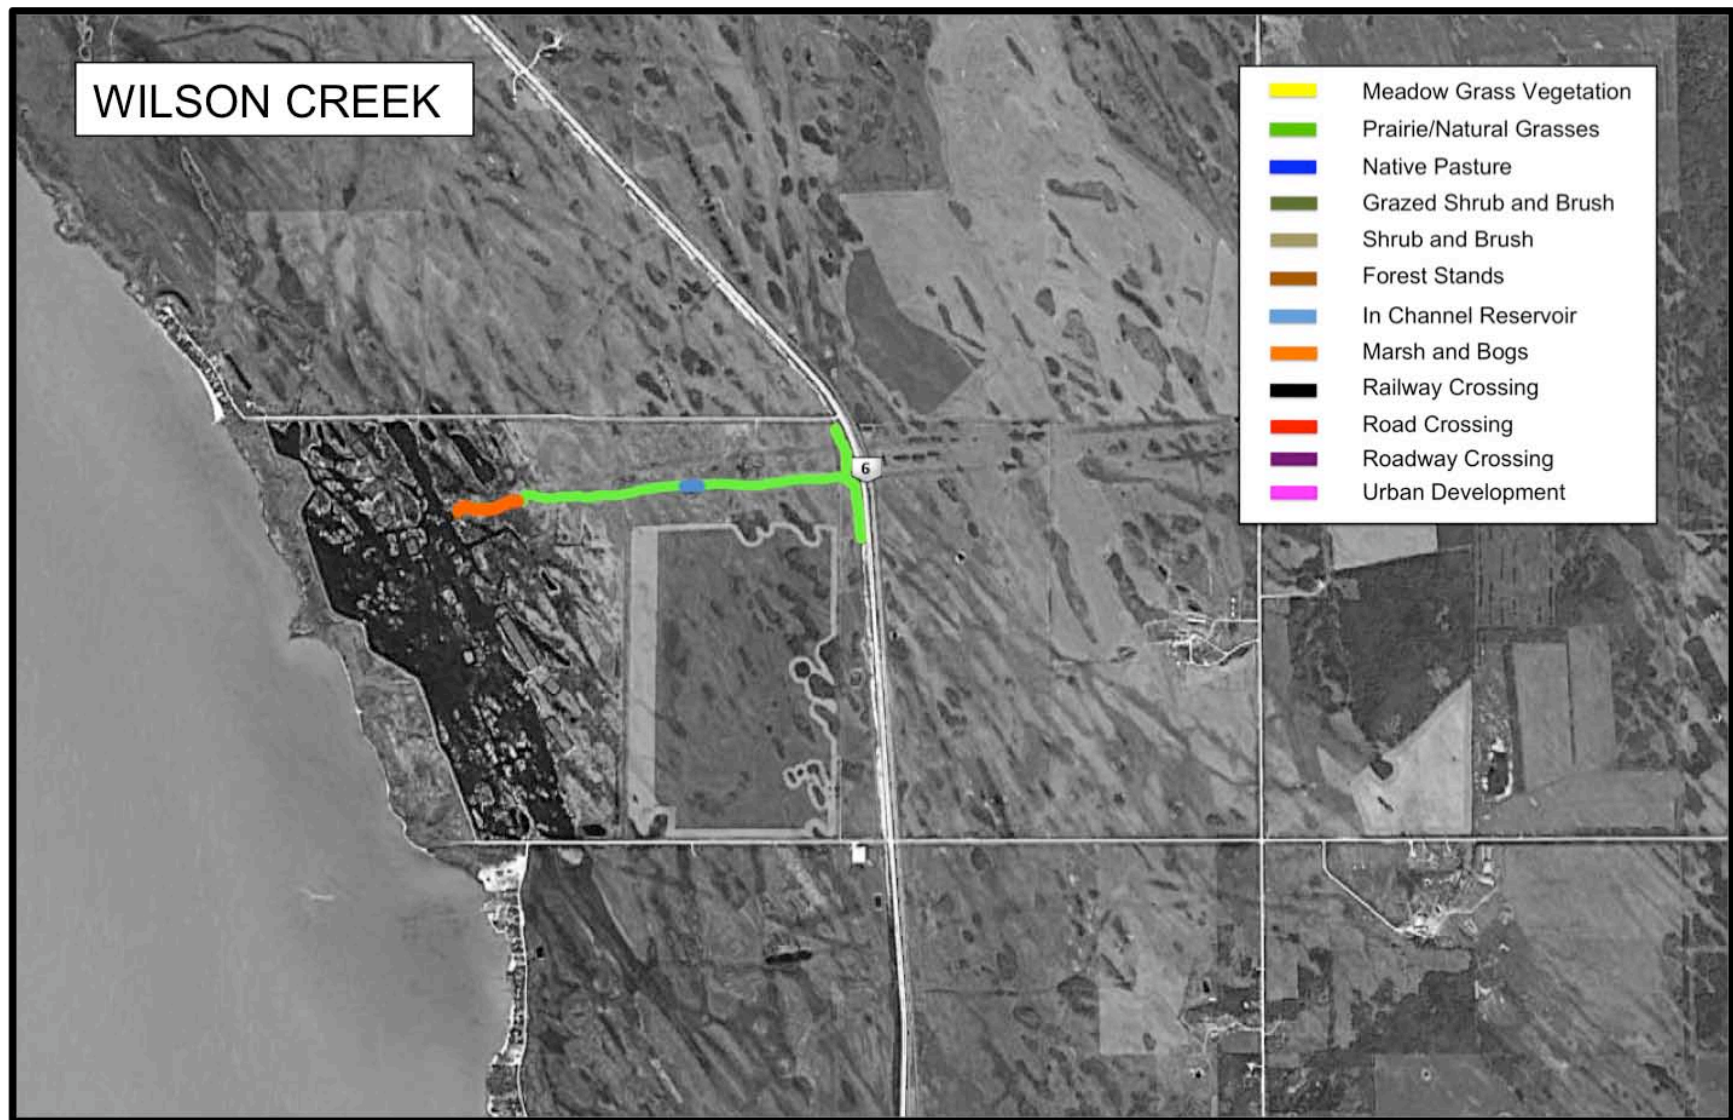 WILSON CREEK
Meadow Grass Vegetation
Prairie/Natural Grasses
Native Pasture
Grazed Shrub and Brush
Shrub and Brush
Forest Stands
In Channel Reservoir
Marsh and Bogs
Railway Crossing
Road Crossing
Roadway Crossing
Urban Development
6